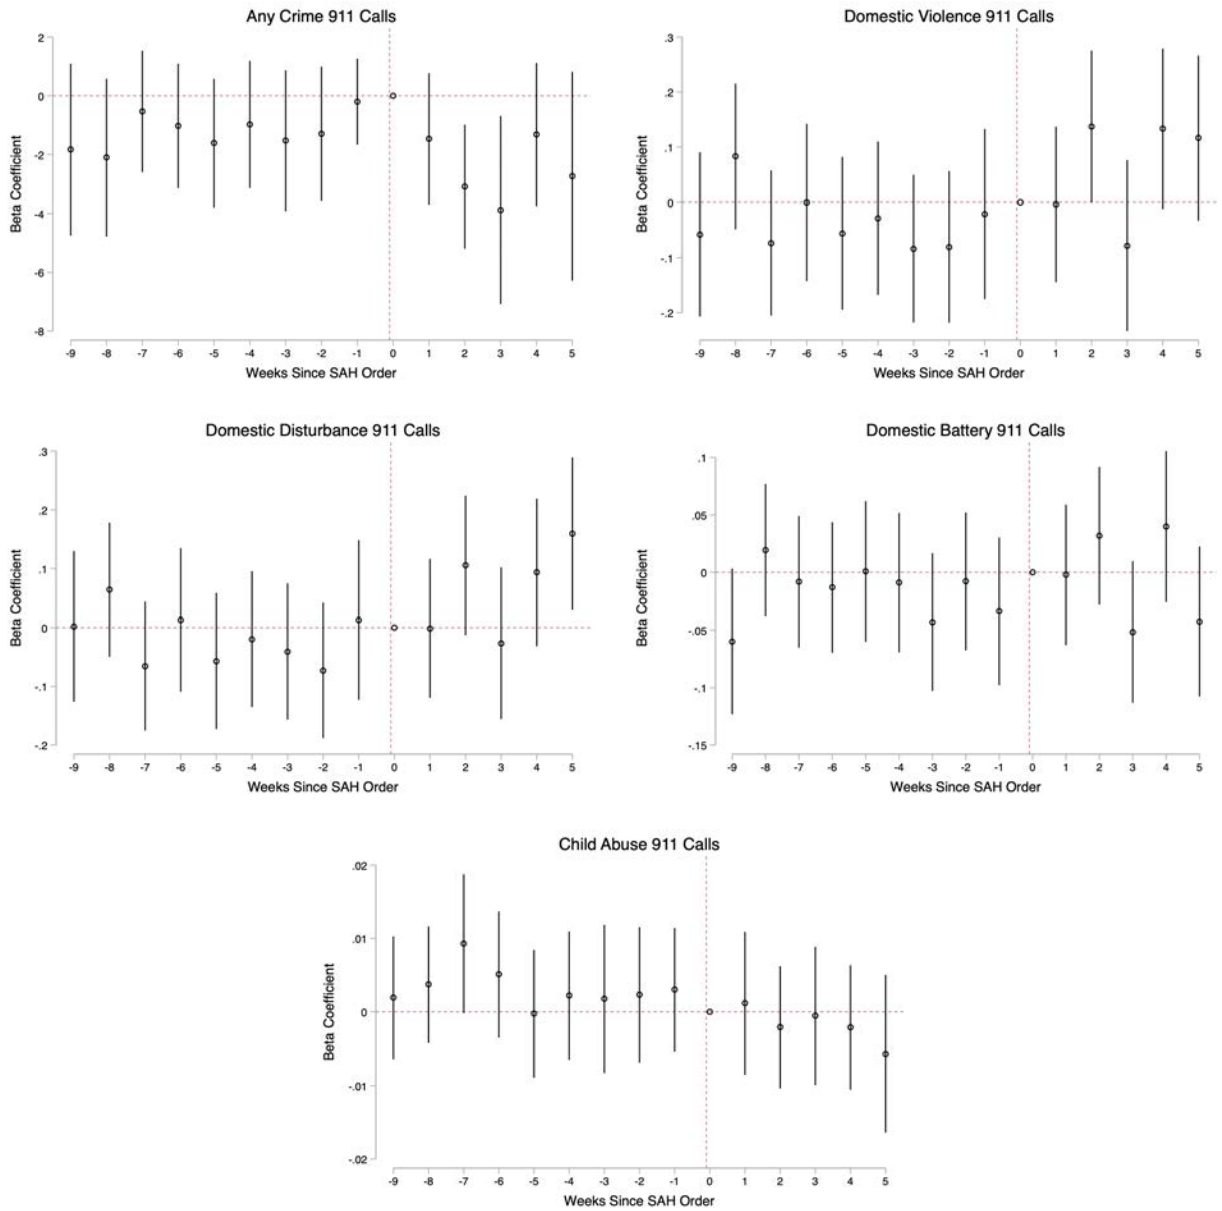 Any Crime 911 Calls
2
0
-2
-4
-6
-8
Beta Coefficient
-9 -8 -7 -6 -5 -4 -3 -2 -1 0 1 2 3 4 5
Weeks Since SAH Order
Domestic Violence 911 Calls
.3
.2
.1
0
-.1
-.2
Beta Coefficient
-9 -8 -7 -6 -5 -4 -3 -2 -1 0 1 2 3 4 5
Weeks Since SAH Order
Domestic Disturbance 911 Calls
.3
.2
.1
0
-.1
-.2
Beta Coefficient
-9 -8 -7 -6 -5 -4 -3 -2 -1 0 1 2 3 4 5
Weeks Since SAH Order
Domestic Battery 911 Calls
.1
.05
0
-.05
-.1
-.15
Beta Coefficient
-9 -8 -7 -6 -5 -4 -3 -2 -1 0 1 2 3 4 5
Weeks Since SAH Order
Child Abuse 911 Calls
.02
.01
0
-.01
-.02
Beta Coefficient
-9 -8 -7 -6 -5 -4 -3 -2 -1 0 1 2 3 4 5
Weeks Since SAH Order